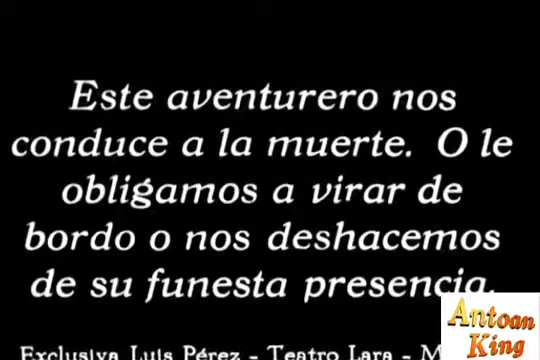 Este aventurero nos
conduce a la muerte. O le
obligamos a virar de
bordo o nos deshacemos
de su funesta presencia.
Exclusiva Luis Pérez - Teatro Lara -
Antoan
King